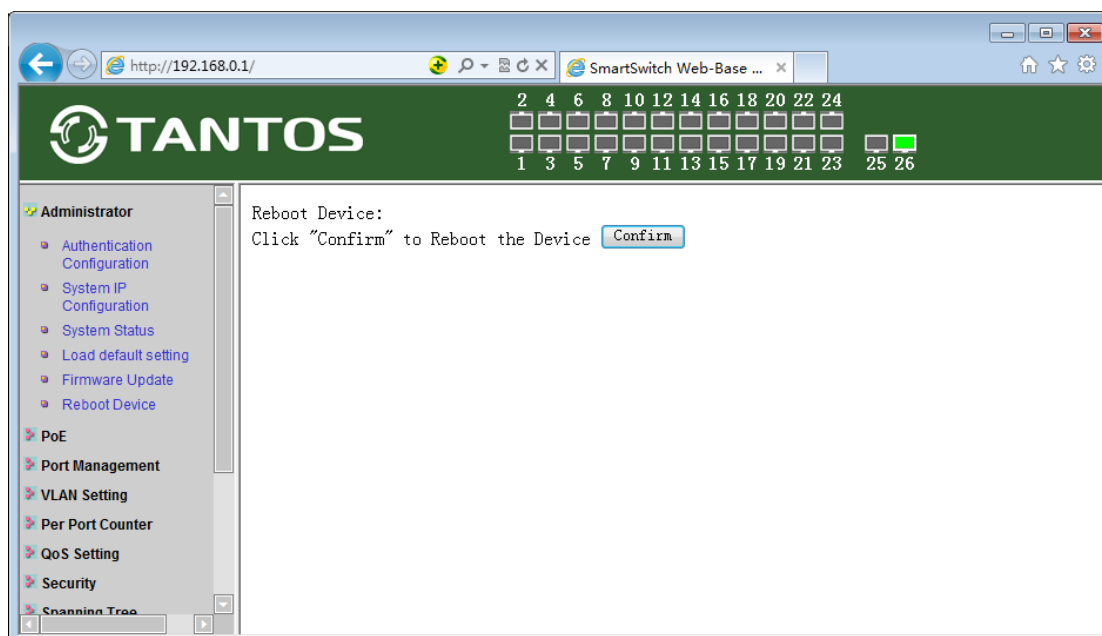 http://192.168.0.1/
SmartSwitch Web-Base ...
TANTOS
2 4 6 8 10 12 14 16 18 20 22 24
1 3 5 7 9 11 13 15 17 19 21 23 25 26
Administrator
Authentication
Configuration
System IP
Configuration
System Status
Load default setting
Firmware Update
Reboot Device
PoE
Port Management
VLAN Setting
Per Port Counter
QoS Setting
Security
Spanning Tree
Reboot Device:
Click "Confirm" to Reboot the Device Confirm